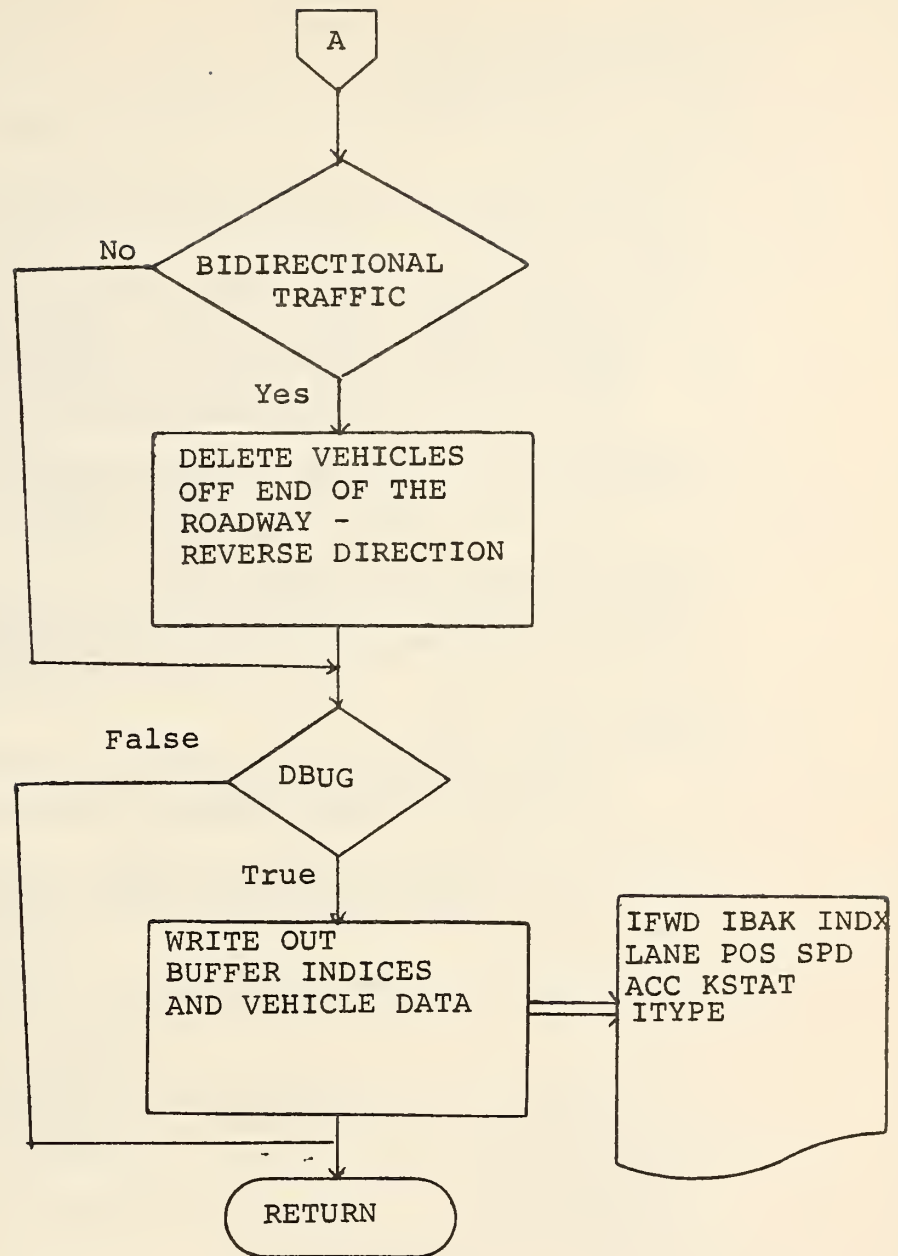 A
No
BIDIRECTIONAL
TRAFFIC
Yes
DELETE VEHICLES
OFF END OF THE
ROADWAY -
REVERSE DIRECTION
False
DBUG
True
WRITE OUT
BUFFER INDICES
AND VEHICLE DATA
IFWD IBAK INDX
LANE POS SPD
ACC KSTAT
ITYPE
RETURN